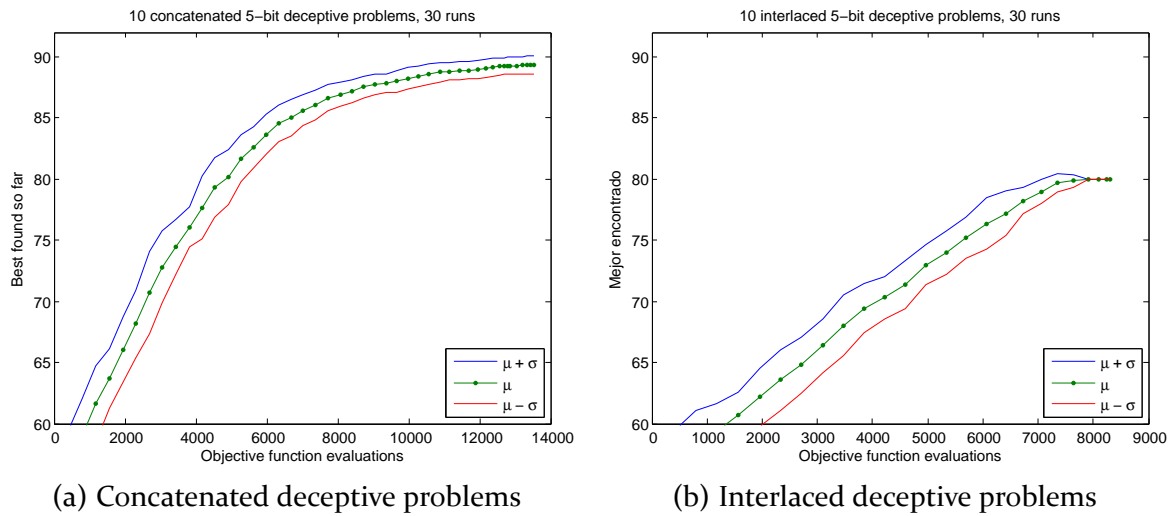 10 concatenated 5-bit deceptive problems, 30 runs
90
85
80
75
70
65
60
Best found so far
0 2000 4000 6000 8000 10000 12000 14000
Objective function evaluations
μ + σ
μ
μ − σ
(a) Concatenated deceptive problems
10 interlaced 5-bit deceptive problems, 30 runs
90
85
80
75
70
65
60
Mejor encontrado
0 1000 2000 3000 4000 5000 6000 7000 8000 9000
Objective function evaluations
μ + σ
μ
μ − σ
(b) Interlaced deceptive problems